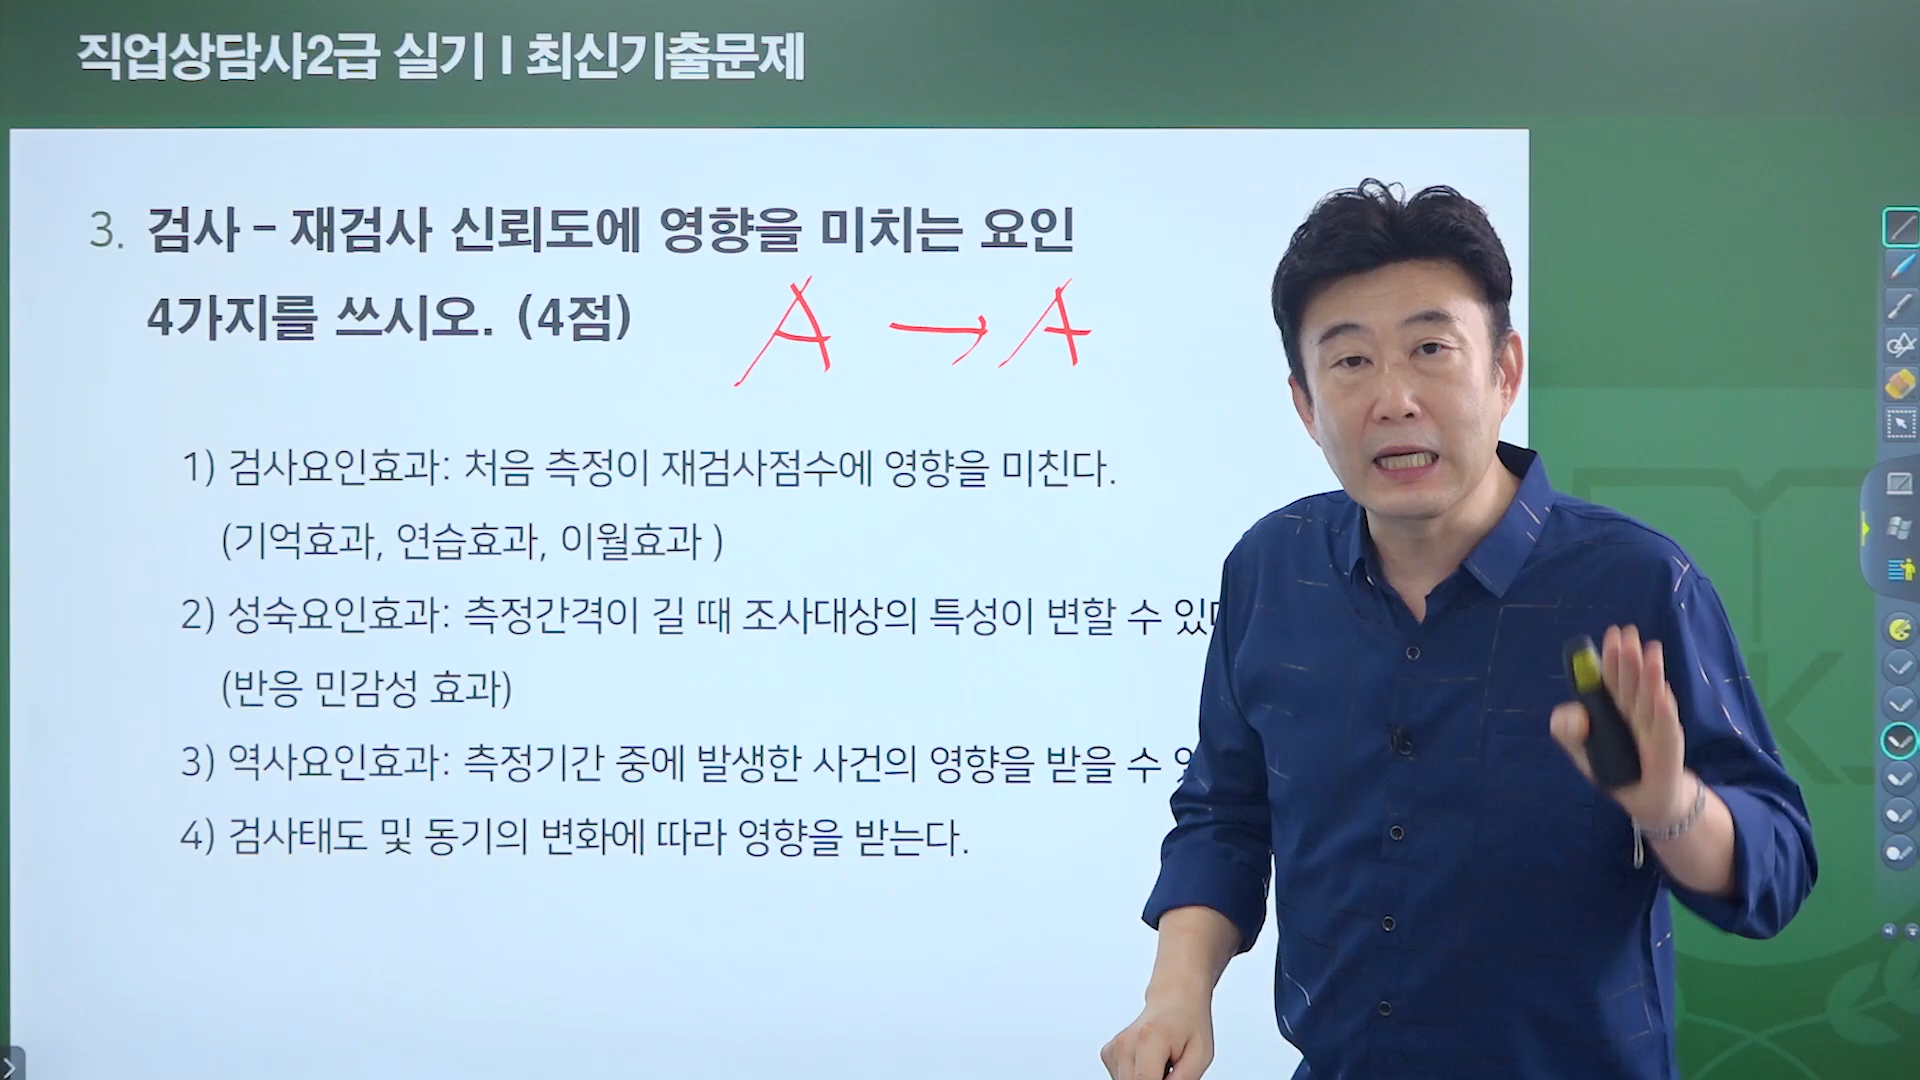 직업상담사2급 실기 I 최신기출문제
3. 검사 – 재검사 신뢰도에 영향을 미치는 요인
4가지를 쓰시오. (4점)
A → A
1) 검사요인효과: 처음 측정이 재검사점수에 영향을 미친다.
(기억효과, 연습효과, 이월효과 )
2) 성숙요인효과: 측정간격이 길 때 조사대상의 특성이 변할 수
(반응 민감성 효과)
3) 역사요인효과: 측정기간 중에 발생한 사건의 영향을 받을 수
4) 검사태도 및 동기의 변화에 따라 영향을 받는다.